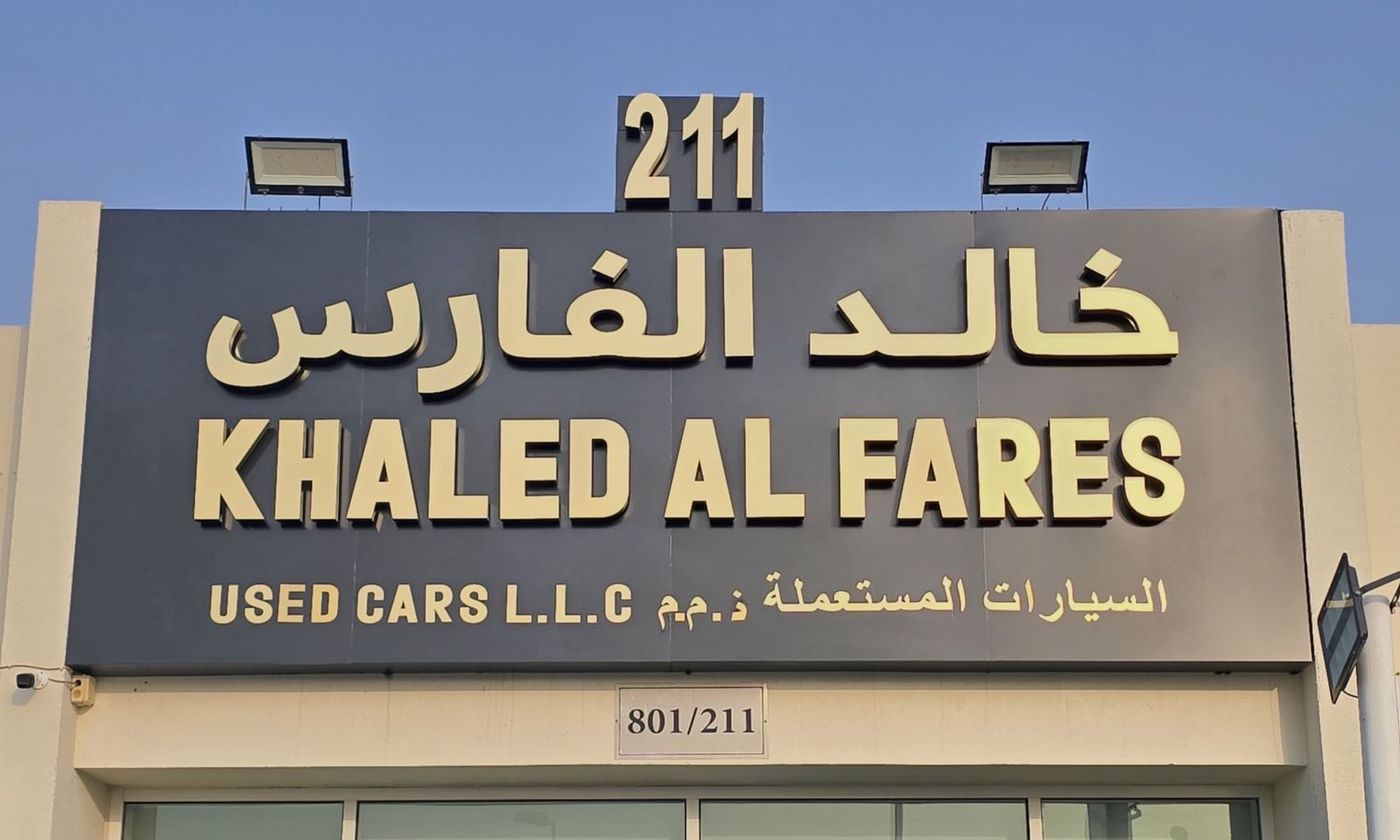 211
خالد الفارس
KHALED AL FARES
USED CARS L.L.C السيارات المستعملة ذ.م.م
801/211